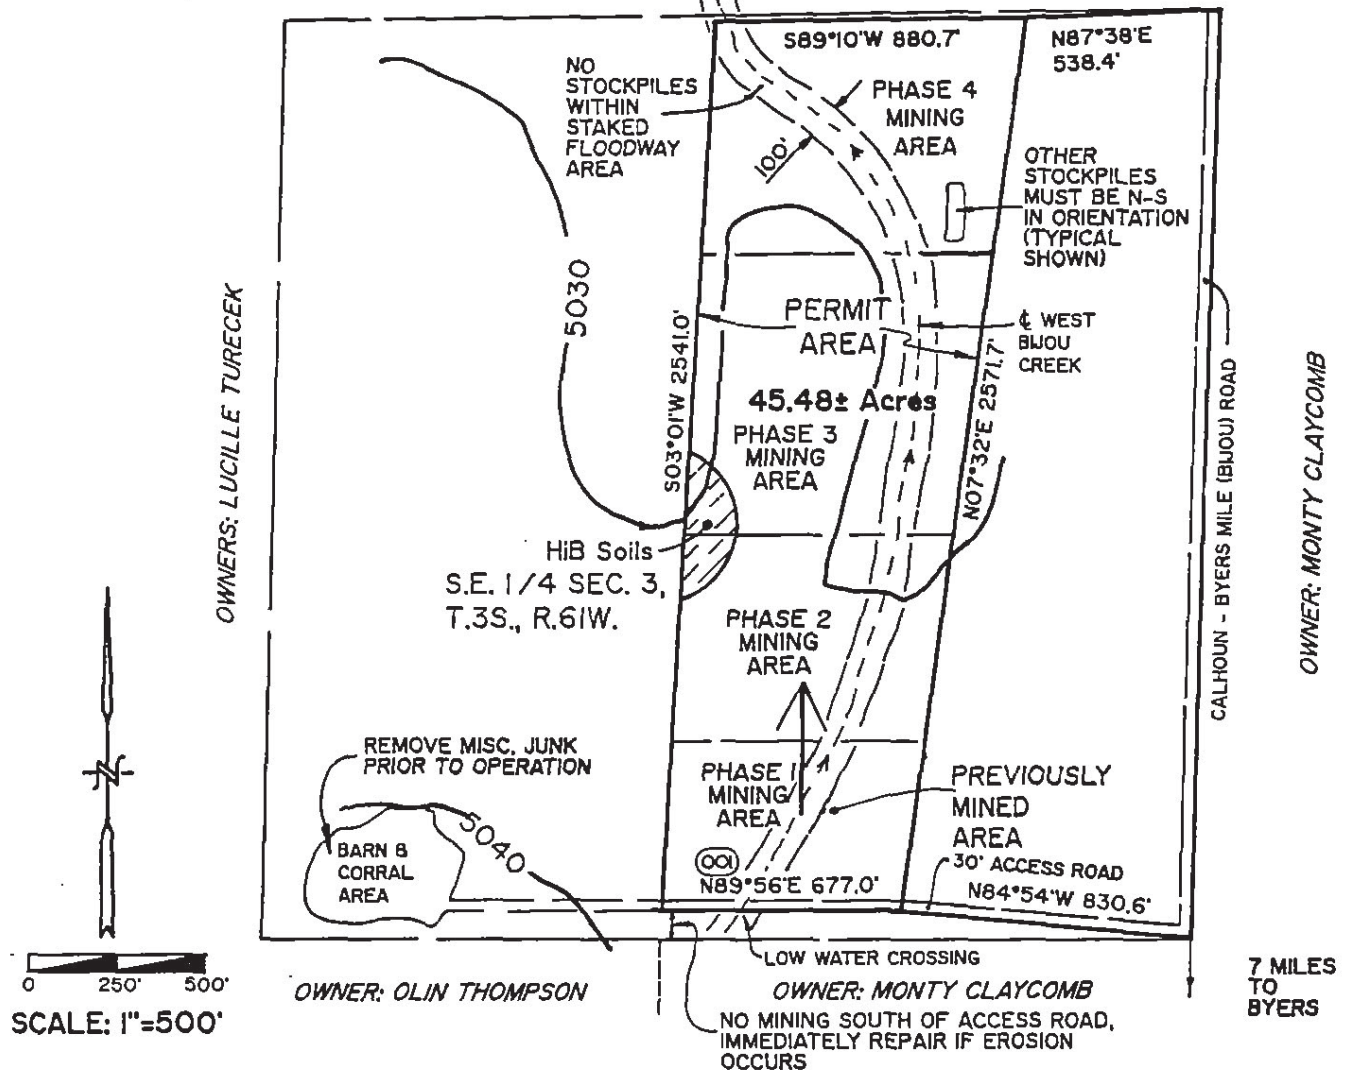 S89°10'W 880.7'
N87°38'E
538.4'
NO
STOCKPILES
WITHIN
STAKED
FLOODWAY
AREA
PHASE 4
MINING
AREA
100'
OTHER
STOCKPILES
MUST BE N-S
IN ORIENTATION
(TYPICAL
SHOWN)
5030
PERMIT
AREA
℄ WEST
BIJOU
CREEK
45.48± Acres
S03°01'W 2541.0'
N07°32'E 2571.7'
PHASE 3
MINING
AREA
OWNERS: LUCILLE TURECEK
CALHOUN - BYERS MILE (BIJOU) ROAD
OWNER: MONTY CLAYCOMB
HiB Soils
S.E. 1/4 SEC. 3,
T.3S., R.61W.
PHASE 2
MINING
AREA
N
REMOVE MISC. JUNK
PRIOR TO OPERATION
PHASE 1
MINING
AREA
PREVIOUSLY
MINED
AREA
5040
BARN &
CORRAL
AREA
001
N89°56'E 677.0'
30' ACCESS ROAD
N84°54'W 830.6'
LOW WATER CROSSING
0 250' 500'
SCALE: 1"=500'
OWNER: OLIN THOMPSON
OWNER: MONTY CLAYCOMB
7 MILES
TO
BYERS
NO MINING SOUTH OF ACCESS ROAD,
IMMEDIATELY REPAIR IF EROSION
OCCURS